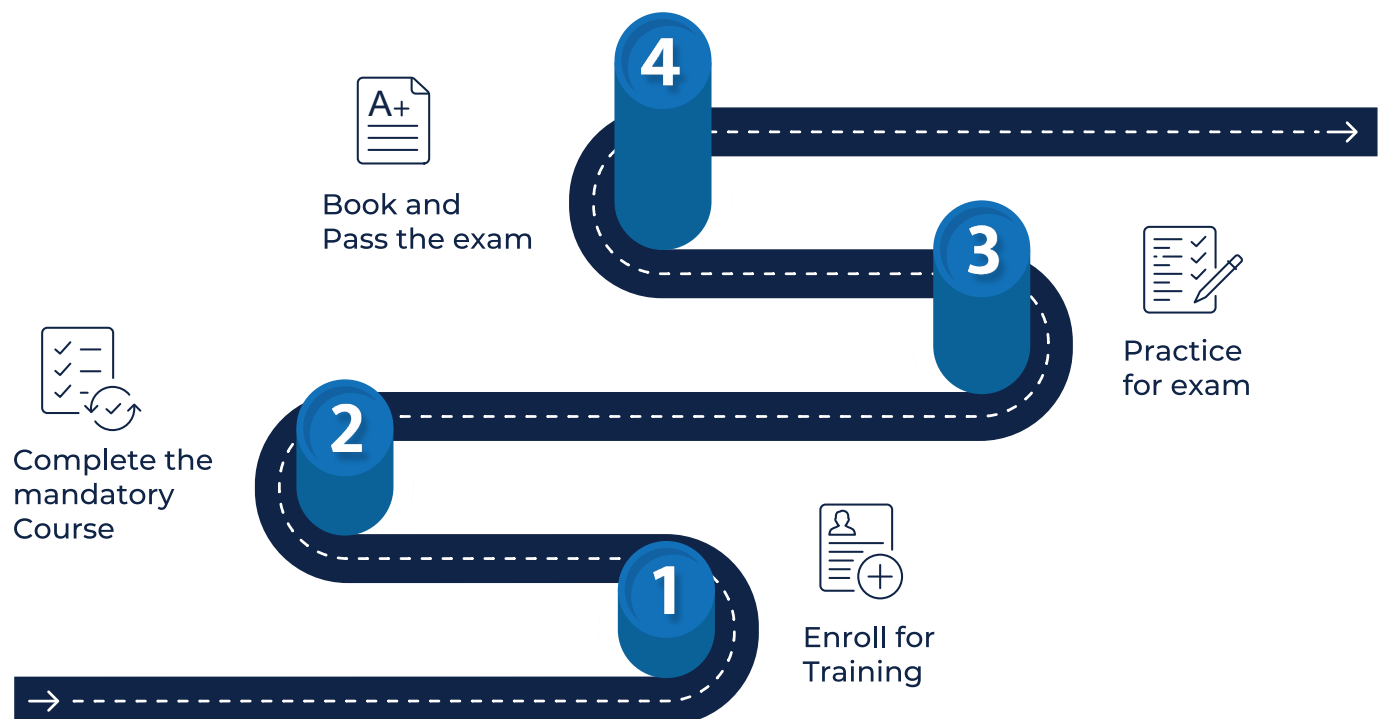 4
A+
Book and
Pass the exam
3
Practice
for exam
2
Complete the
mandatory
Course
1
Enroll for
Training